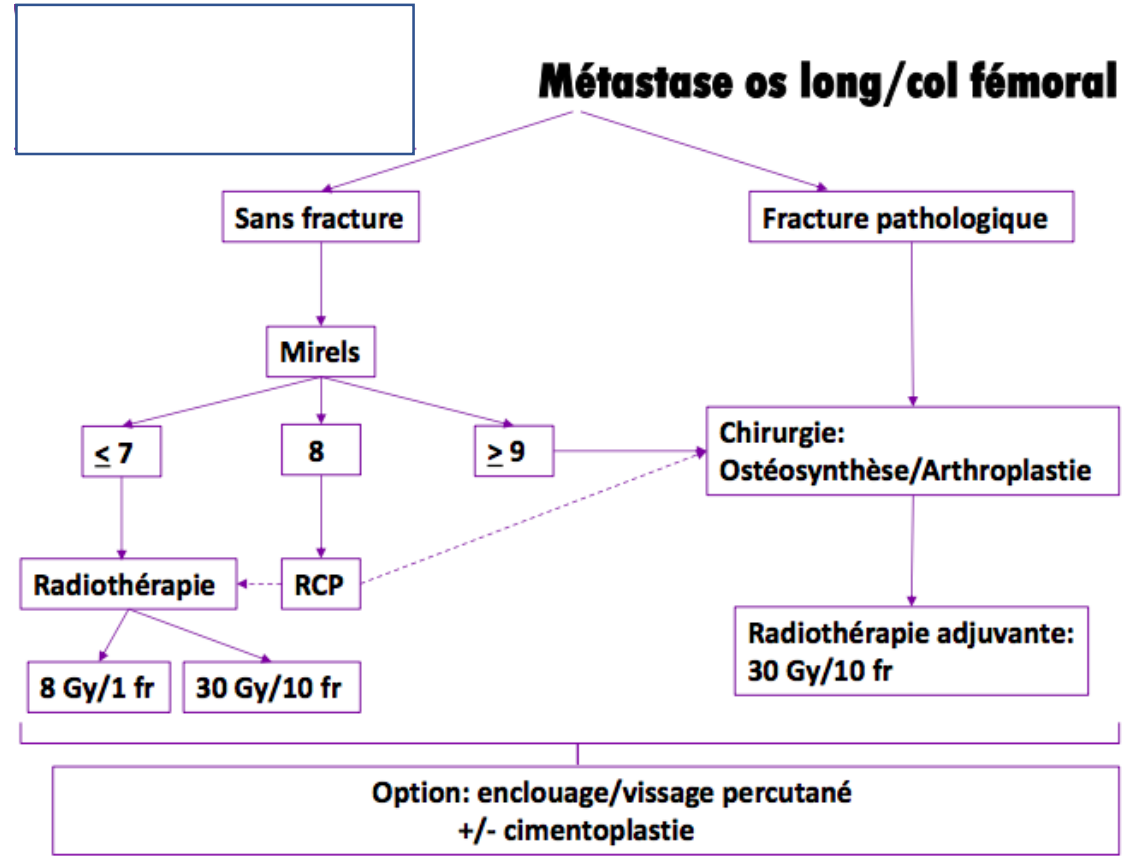 Métastase os long/col fémoral
Sans fracture
Fracture pathologique
Mirels
≤ 7
8
≥ 9
Chirurgie:
Ostéosynthèse/Arthroplastie
Radiothérapie
RCP
8 Gy/1 fr
30 Gy/10 fr
Radiothérapie adjuvante:
30 Gy/10 fr
Option: enclouage/vissage percutané
+/- cimentoplastie